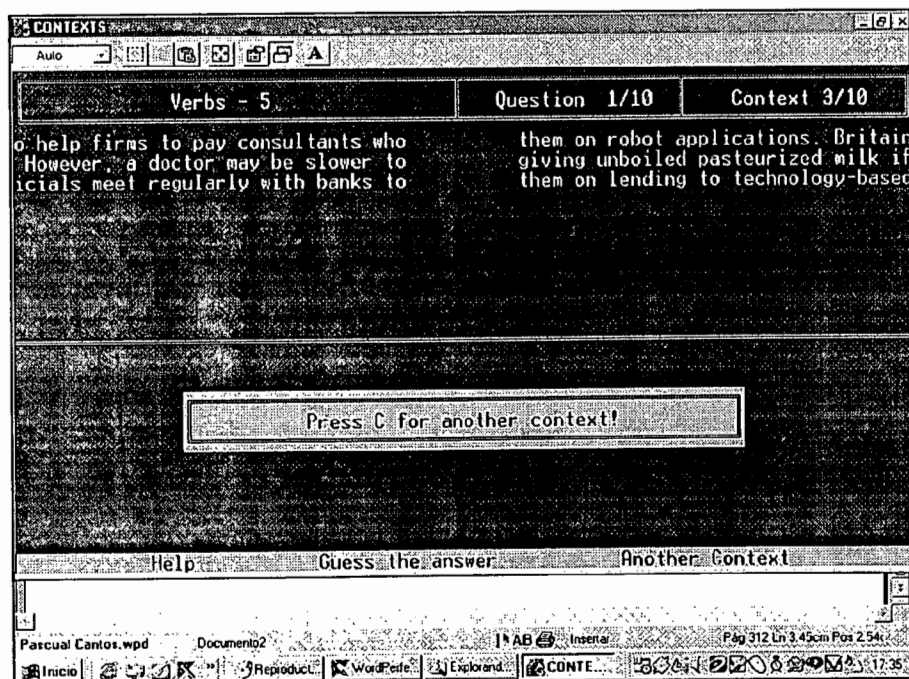 CONTEXTS
Auto A
Verbs - 5 Question 1/10 Context 3/10
o help firms to pay consultants who them on robot applications. Britain
However, a doctor may be slower to giving unboiled pasteurized milk if
icials meet regularly with banks to them on lending to technology-based
Press C for another context!
Help Guess the answer Another Context
Pascual Cantos.wpd Documento2 AB Insertar Pág 312 Ln 3.45cm Pos 2.54c
Inicio Reproduct... WordPerfe... Explorand... CONTE... 17:35